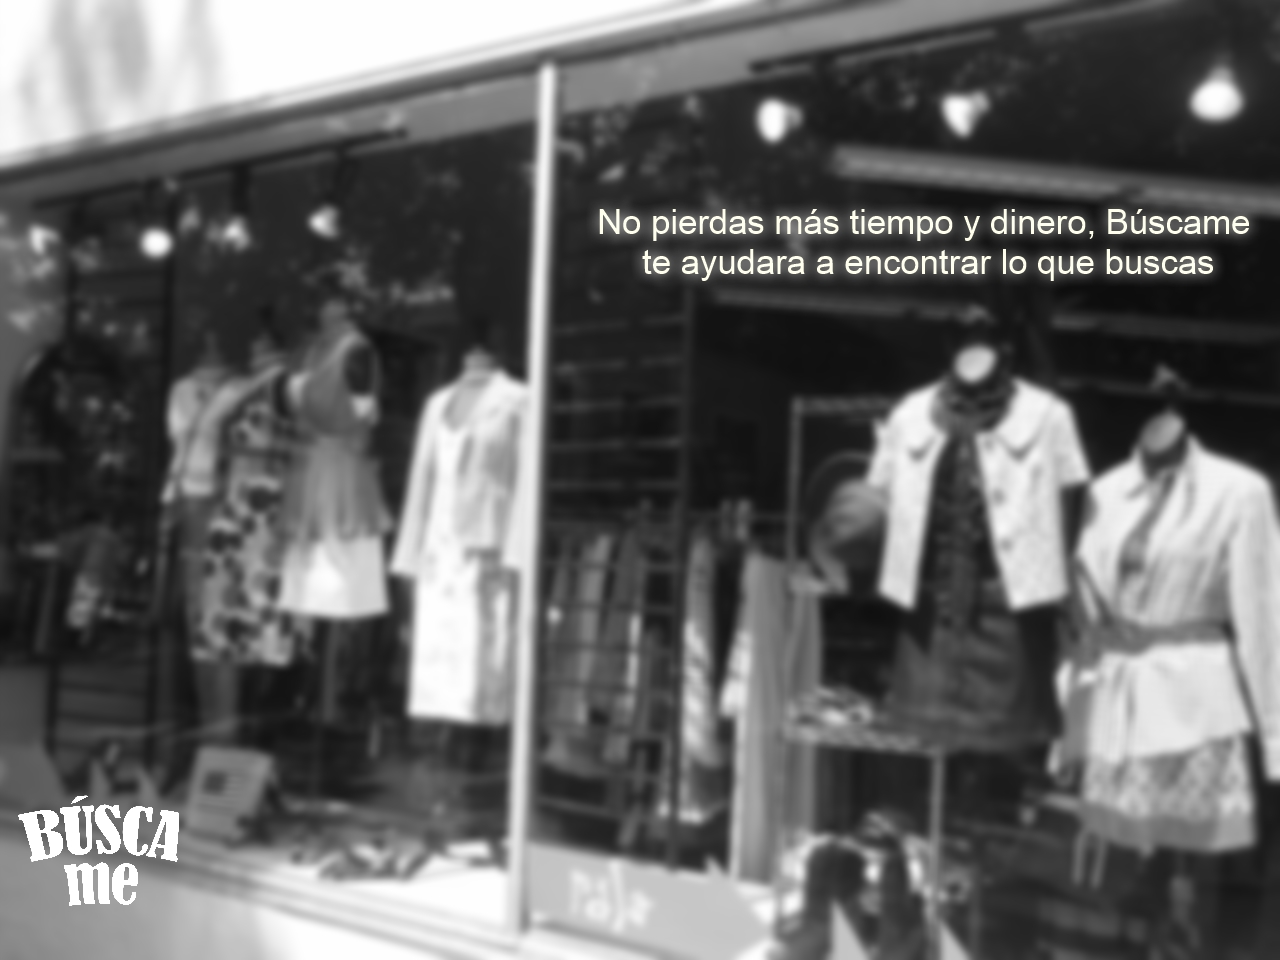 No pierdas más tiempo y dinero, Búscame
te ayudara a encontrar lo que buscas
BÚSCA
me